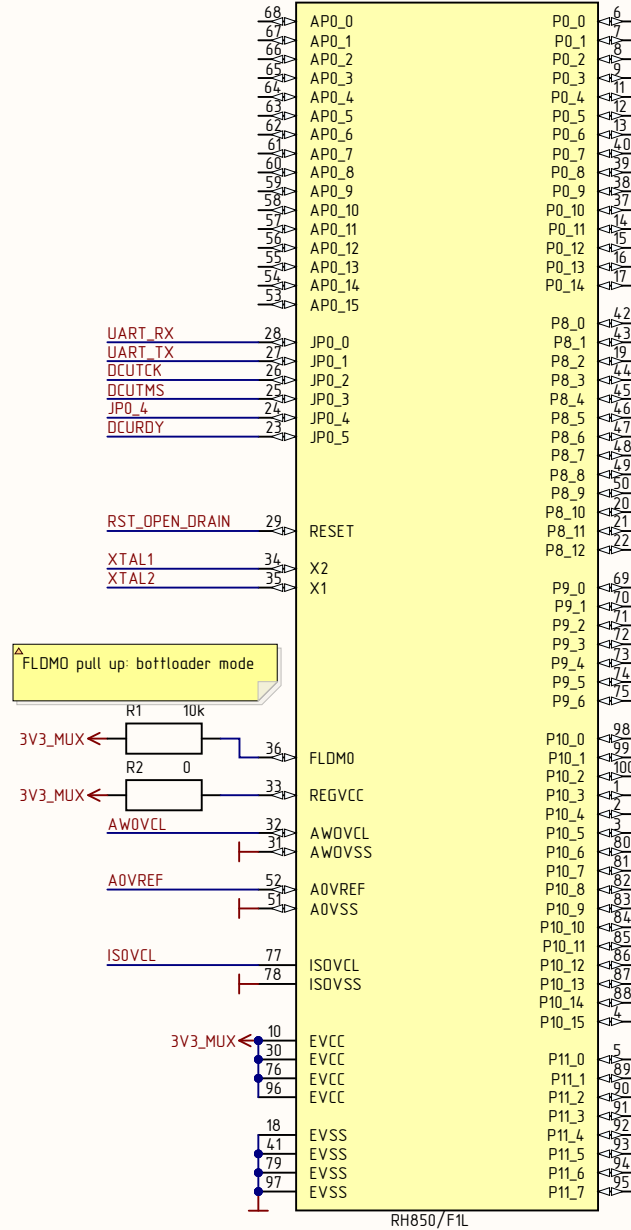 68 AP0_0
67 AP0_1
66 AP0_2
65 AP0_3
64 AP0_4
63 AP0_5
62 AP0_6
61 AP0_7
60 AP0_8
59 AP0_9
58 AP0_10
57 AP0_11
56 AP0_12
55 AP0_13
54 AP0_14
53 AP0_15
UART_RX 28 JP0_0
UART_TX 27 JP0_1
DCUTCK 26 JP0_2
DCUTMS 25 JP0_3
JP0_4 24 JP0_4
DCURDY 23 JP0_5
RST_OPEN_DRAIN 29 RESET
XTAL1 34 X2
XTAL2 35 X1
FLDMO pull up: bottloader mode
R1 10k
3V3_MUX 36 FLDM0
R2 0
3V3_MUX 33 REGVCC
AWOVCL 32 AWOVCL
31 AWOVSS
A0VREF 52 A0VREF
51 A0VSS
ISOVCL 77 ISOVCL
78 ISOVSS
3V3_MUX 10 EVCC
30 EVCC
76 EVCC
96 EVCC
18 EVSS
41 EVSS
79 EVSS
97 EVSS
P0_0 6
P0_1 7
P0_2 8
P0_3 9
P0_4 11
P0_5 12
P0_6 13
P0_7 40
P0_8 39
P0_9 38
P0_10 37
P0_11 14
P0_12 15
P0_13 16
P0_14 17
P8_0 42
P8_1 43
P8_2 19
P8_3 44
P8_4 45
P8_5 46
P8_6 47
P8_7 48
P8_8 49
P8_9 50
P8_10 20
P8_11 21
P8_12 22
P9_0 69
P9_1 70
P9_2 71
P9_3 72
P9_4 73
P9_5 74
P9_6 75
P10_0 98
P10_1 99
P10_2 100
P10_3 1
P10_4 2
P10_5 3
P10_6 80
P10_7 81
P10_8 82
P10_9 83
P10_10 84
P10_11 85
P10_12 86
P10_13 87
P10_14 88
P10_15 4
P11_0 5
P11_1 89
P11_2 90
P11_3 91
P11_4 92
P11_5 93
P11_6 94
P11_7 95
RH850/F1L